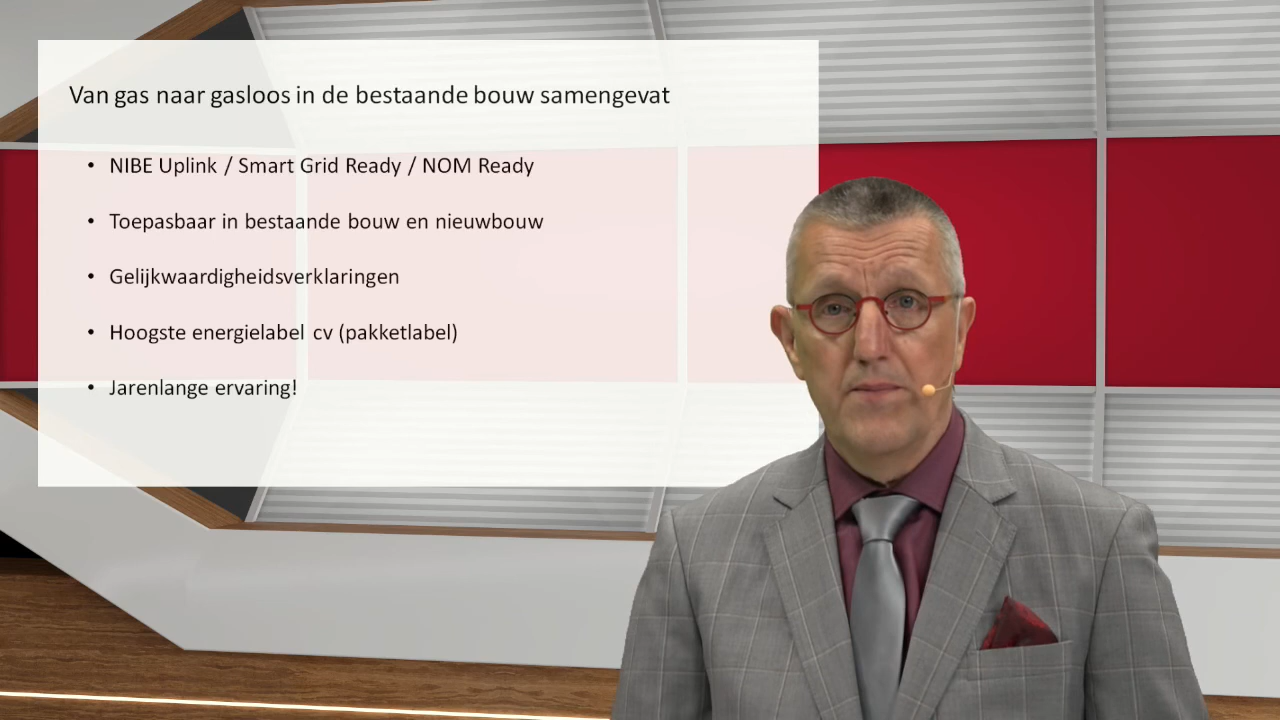 Van gas naar gasloos in de bestaande bouw samengevat
• NIBE Uplink / Smart Grid Ready / NOM Ready
• Toepasbaar in bestaande bouw en nieuwbouw
• Gelijkwaardigheidsverklaringen
• Hoogste energielabel cv (pakketlabel)
• Jarenlange ervaring!